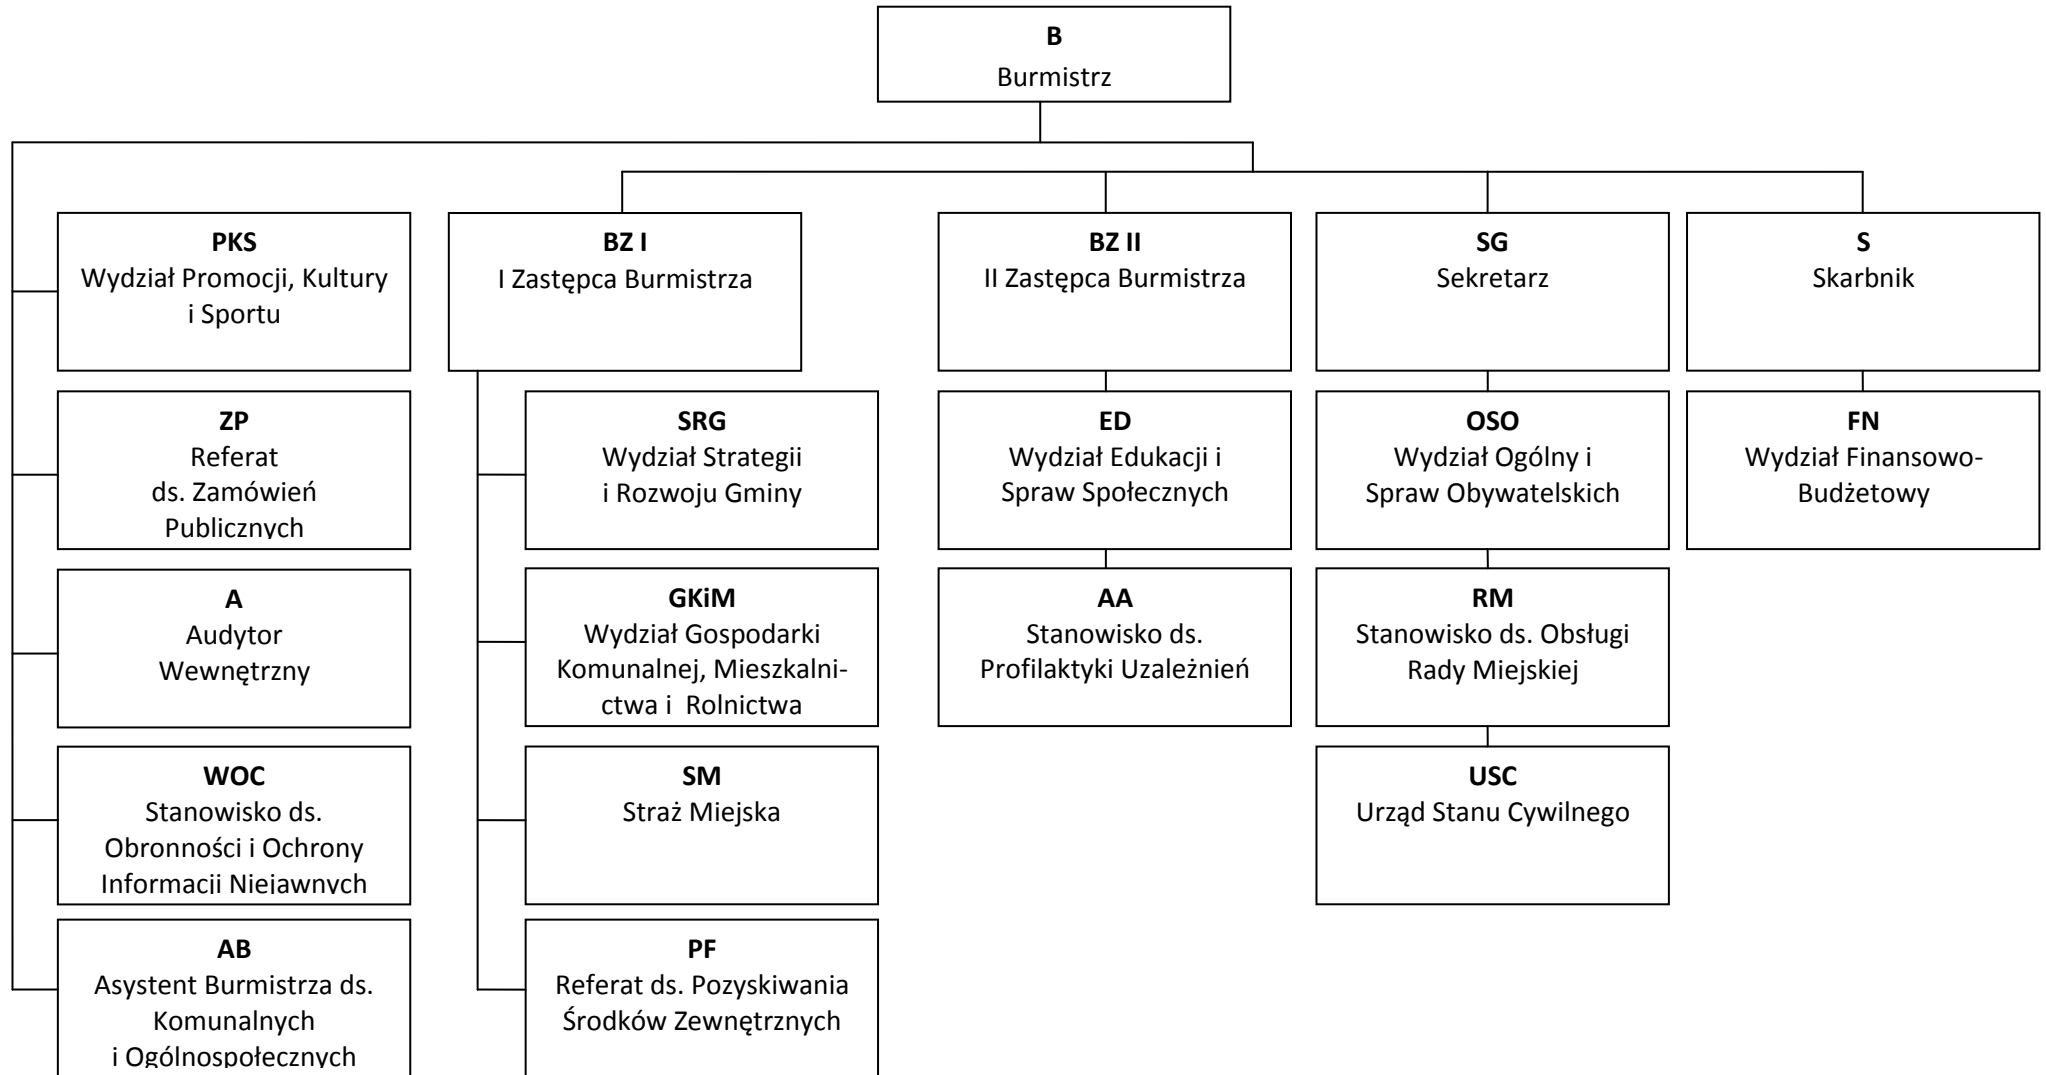 B
Burmistrz
PKS
Wydział Promocji, Kultury
i Sportu
BZ I
I Zastępca Burmistrza
BZ II
II Zastępca Burmistrza
SG
Sekretarz
S
Skarbnik
ZP
Referat
ds. Zamówień
Publicznych
SRG
Wydział Strategii
i Rozwoju Gminy
ED
Wydział Edukacji i
Spraw Społecznych
OSO
Wydział Ogólny i
Spraw Obywatelskich
FN
Wydział Finansowo-
Budżetowy
A
Audytor
Wewnętrzny
GKiM
Wydział Gospodarki
Komunalnej, Mieszkalni-
ctwa i Rolnictwa
AA
Stanowisko ds.
Profilaktyki Uzależnień
RM
Stanowisko ds. Obsługi
Rady Miejskiej
WOC
Stanowisko ds.
Obronności i Ochrony
Informacji Niejawnych
SM
Straż Miejska
USC
Urząd Stanu Cywilnego
AB
Asystent Burmistrza ds.
Komunalnych
i Ogólnospołecznych
PF
Referat ds. Pozyskiwania
Środków Zewnętrznych